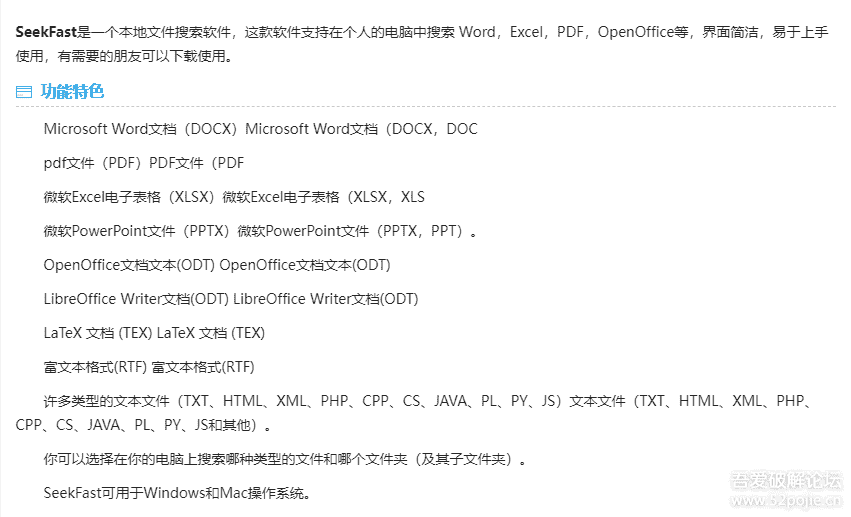 SeekFast是一个本地文件搜索软件，这款软件支持在个人的电脑中搜索 Word，Excel，PDF，OpenOffice等，界面简洁，易于上手
使用，有需要的朋友可以下载使用。
功能特色
Microsoft Word文档（DOCX）Microsoft Word文档（DOCX，DOC
pdf文件（PDF）PDF文件（PDF
微软Excel电子表格（XLSX）微软Excel电子表格（XLSX，XLS
微软PowerPoint文件（PPTX）微软PowerPoint文件（PPTX，PPT）。
OpenOffice文档文本(ODT) OpenOffice文档文本(ODT)
LibreOffice Writer文档(ODT) LibreOffice Writer文档(ODT)
LaTeX 文档 (TEX) LaTeX 文档 (TEX)
富文本格式(RTF) 富文本格式(RTF)
许多类型的文本文件（TXT、HTML、XML、PHP、CPP、CS、JAVA、PL、PY、JS）文本文件（TXT、HTML、XML、PHP、
CPP、CS、JAVA、PL、PY、JS和其他）。
你可以选择在你的电脑上搜索哪种类型的文件和哪个文件夹（及其子文件夹）。
SeekFast可用于Windows和Mac操作系统。
吾爱破解论坛
www.52pojie.cn